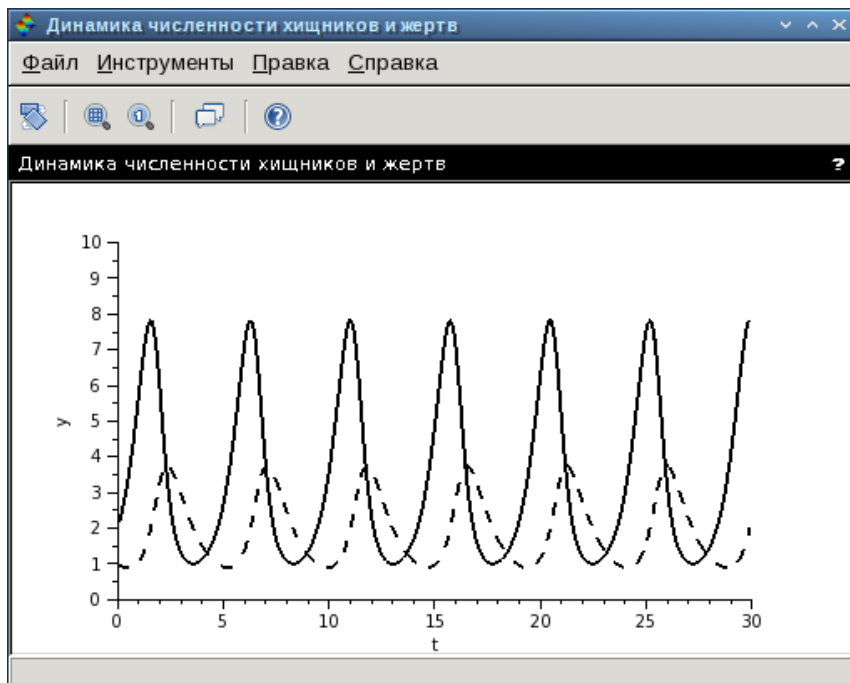 Динамика численности хищников и жертв
Файл Инструменты Правка Справка
Динамика численности хищников и жертв ?
10
9
8
7
6
5
4
3
2
1
0
y
0 5 10 15 20 25 30
t